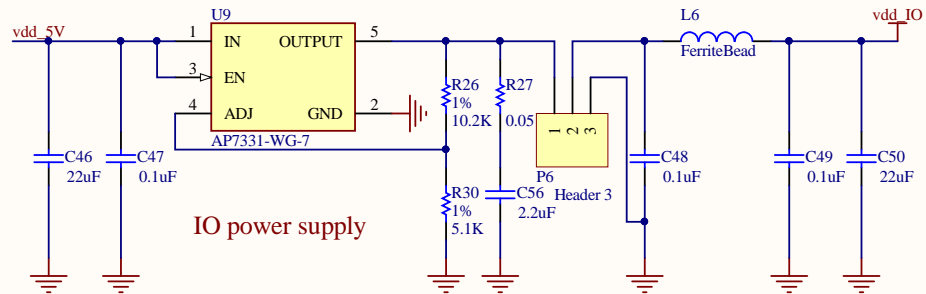 U9
L6
vdd_5V
vdd_IO
1
IN
OUTPUT
5
FerriteBead
3
EN
R26
1%
10.2K
R27
0.05
4
ADJ
GND
2
1
2
3
AP7331-WG-7
C46
22uF
C47
0.1uF
P6
Header 3
C48
0.1uF
C49
0.1uF
C50
22uF
R30
1%
5.1K
C56
2.2uF
IO power supply